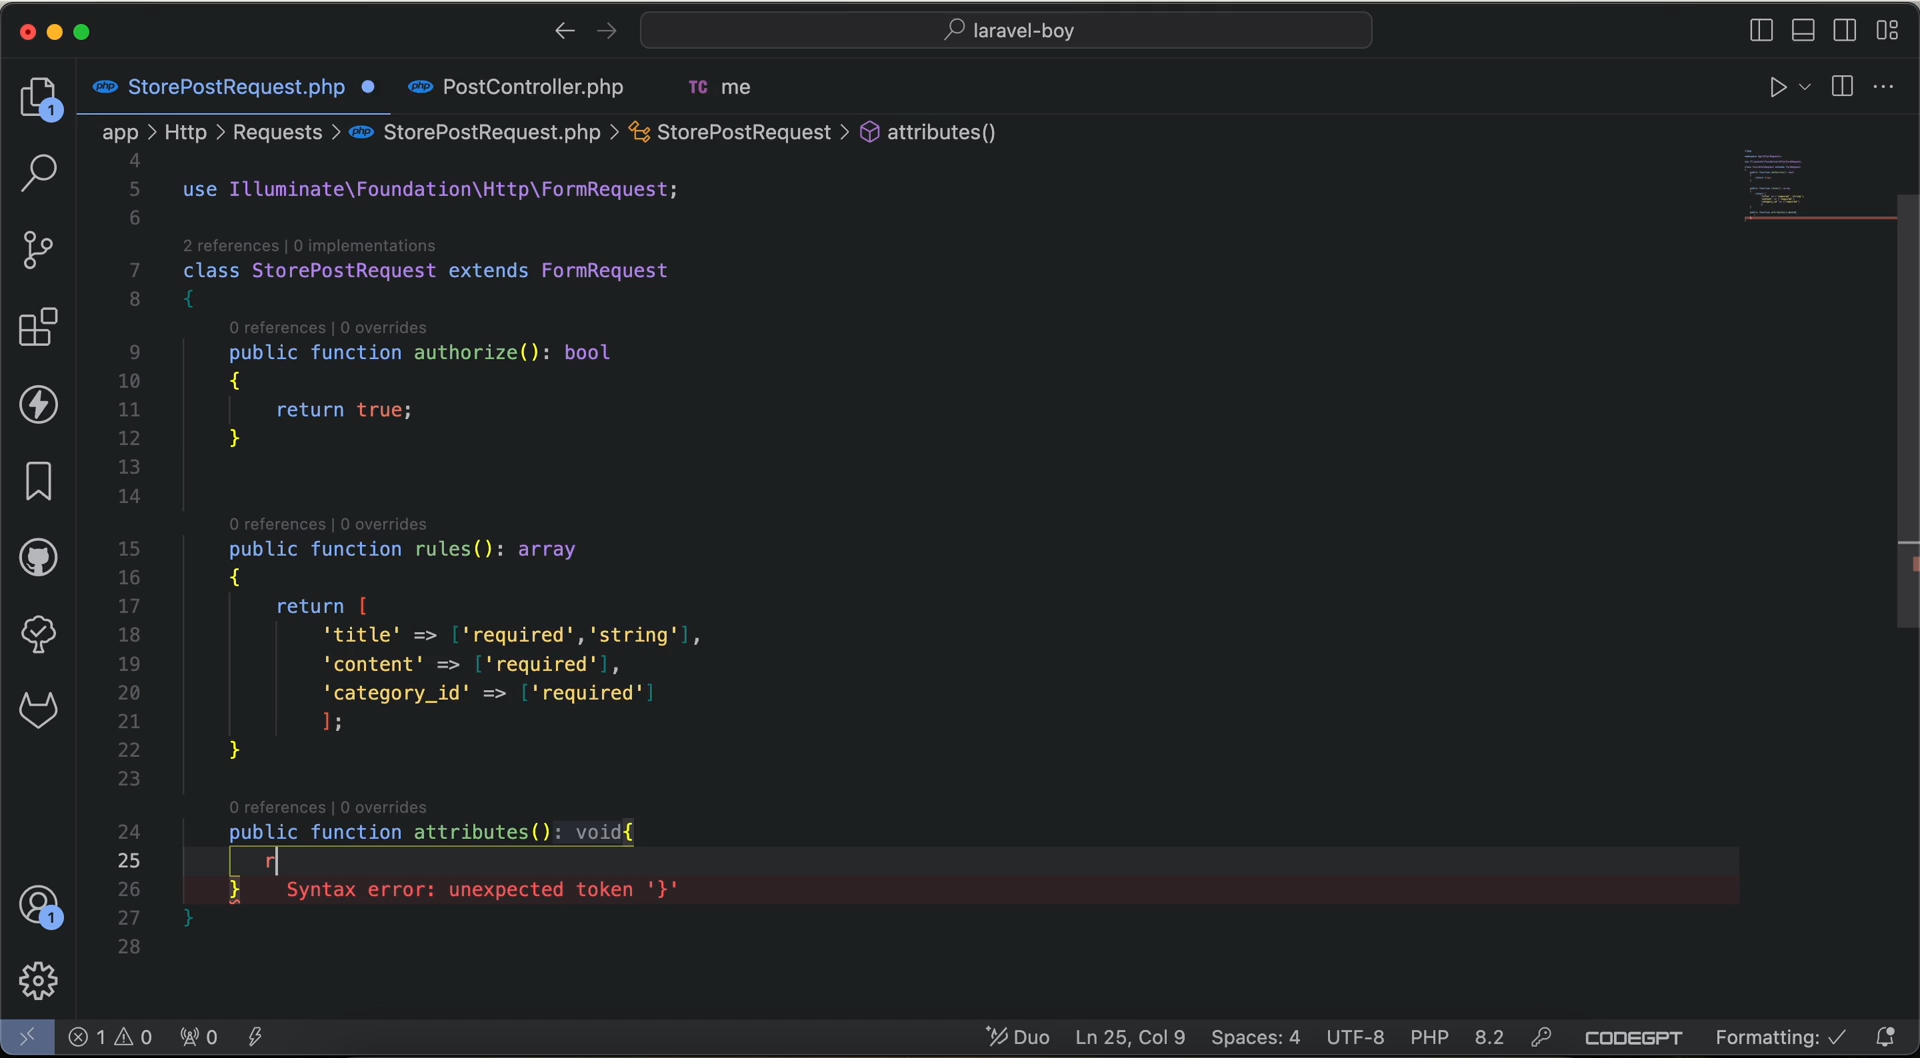 laravel-boy
php StorePostRequest.php php PostController.php TC me
1
app > Http > Requests > php StorePostRequest.php > StorePostRequest > attributes()
4
5 use Illuminate\Foundation\Http\FormRequest;
6
2 references | 0 implementations
7 class StorePostRequest extends FormRequest
8 {
0 references | 0 overrides
9 public function authorize(): bool
10 {
11 return true;
12 }
13
14
0 references | 0 overrides
15 public function rules(): array
16 {
17 return [
18 'title' => ['required','string'],
19 'content' => ['required'],
20 'category_id' => ['required']
21 ];
22 }
23
0 references | 0 overrides
24 public function attributes(): void{
25 r
26 } Syntax error: unexpected token '}'
27 }
28
1
1 0 0 Duo Ln 25, Col 9 Spaces: 4 UTF-8 PHP 8.2 CODEGPT Formatting: ✓